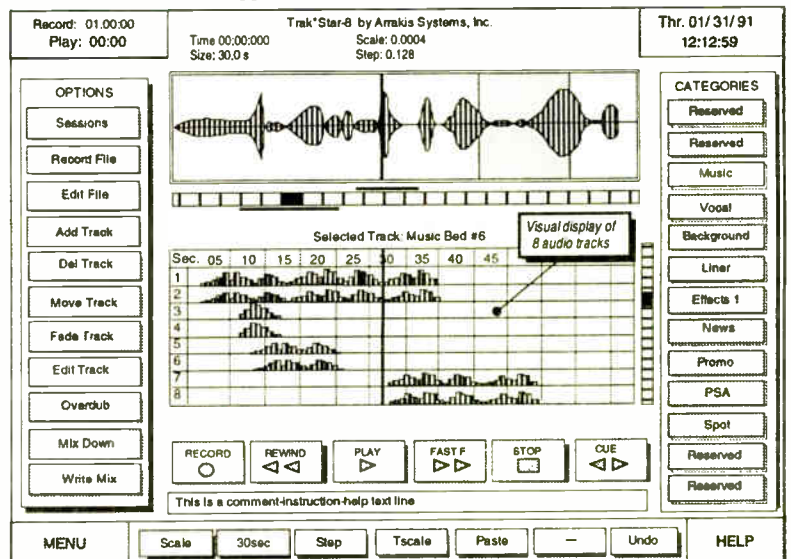 Record: 01.00:00
Play: 00:00
Trak*Star-8 by Arrakis Systems, Inc.
Time 00:00:000
Scale: 0.0004
Size: 30.0 s
Step: 0.128
Thr. 01/31/91
12:12:59
OPTIONS
Sessions
Record File
Edit File
Add Track
Del Track
Move Track
Fade Track
Edit Track
Overdub
Mix Down
Write Mix
Selected Track: Music Bed #6
Visual display of
8 audio tracks
Sec. 05 10 15 20 25 30 35 40 45
1
2
3
4
5
6
7
8
RECORD REWIND PLAY FAST F STOP CUE
This is a comment-instruction-help text line
CATEGORIES
Reserved
Reserved
Music
Vocal
Background
Liner
Effects 1
News
Promo
PSA
Spot
Reserved
Reserved
MENU Scale 30sec Step Tscale Paste — Undo HELP